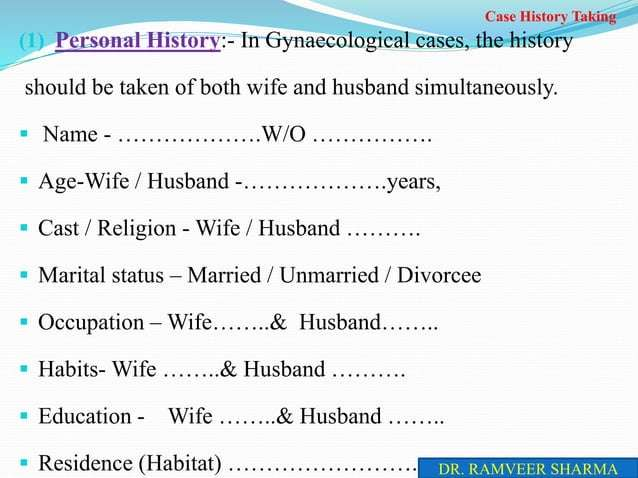 Case History Taking
(1) Personal History:- In Gynaecological cases, the history
should be taken of both wife and husband simultaneously.
▪ Name - ……………….W/O …………….
▪ Age-Wife / Husband -……………….years,
▪ Cast / Religion - Wife / Husband ……….
▪ Marital status – Married / Unmarried / Divorcee
▪ Occupation – Wife……..& Husband……..
▪ Habits- Wife ……..& Husband ……….
▪ Education - Wife ……..& Husband ……..
▪ Residence (Habitat) …………………….
DR. RAMVEER SHARMA